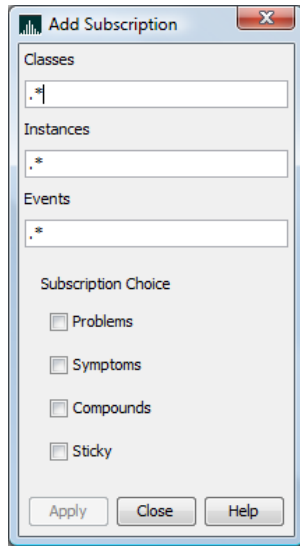 Add Subscription
Classes
.*
Instances
.*
Events
.*
Subscription Choice
Problems
Symptoms
Compounds
Sticky
Apply Close Help